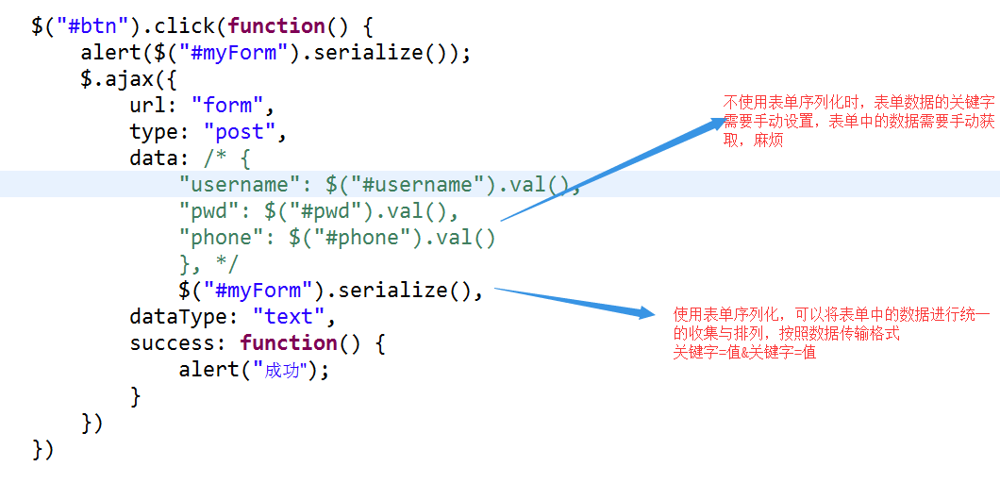 $("#btn").click(function() {
alert($("#myForm").serialize());
$.ajax({
url: "form",
type: "post",
data: /* {
"username": $("#username").val(),
"pwd": $("#pwd").val(),
"phone": $("#phone").val()
}, */
$("#myForm").serialize(),
dataType: "text",
success: function() {
alert("成功");
}
})
})
不使用表单序列化时，表单数据的关键字
需要手动设置，表单中的数据需要手动获
取，麻烦
使用表单序列化，可以将表单中的数据进行统一
的收集与排列，按照数据传输格式
关键字=值&关键字=值